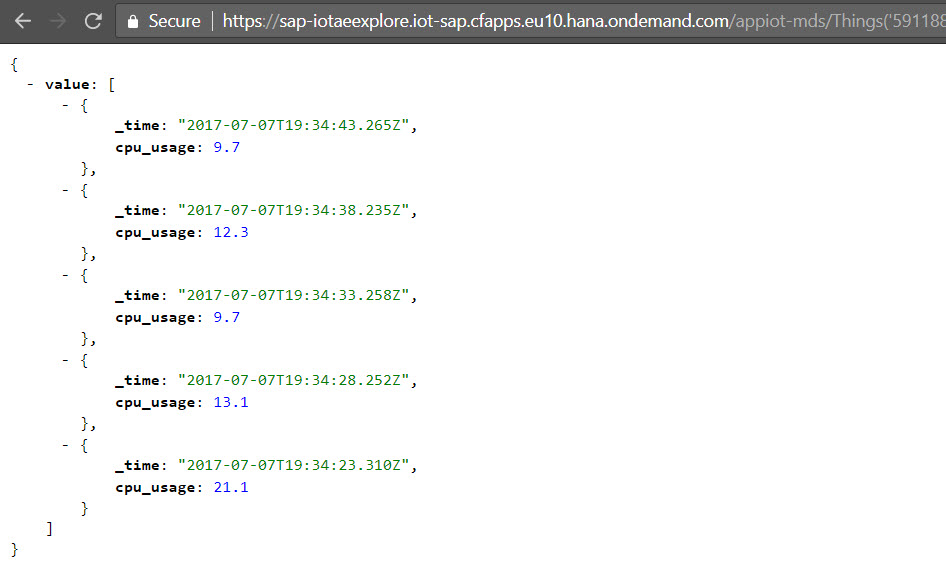 Secure | https://sap-iotaeexplore.iot-sap.cfapps.eu10.hana.ondemand.com/appiot-mds/Things('591188
{
- value: [
- {
_time: "2017-07-07T19:34:43.265Z",
cpu_usage: 9.7
},
- {
_time: "2017-07-07T19:34:38.235Z",
cpu_usage: 12.3
},
- {
_time: "2017-07-07T19:34:33.258Z",
cpu_usage: 9.7
},
- {
_time: "2017-07-07T19:34:28.252Z",
cpu_usage: 13.1
},
- {
_time: "2017-07-07T19:34:23.310Z",
cpu_usage: 21.1
}
]
}